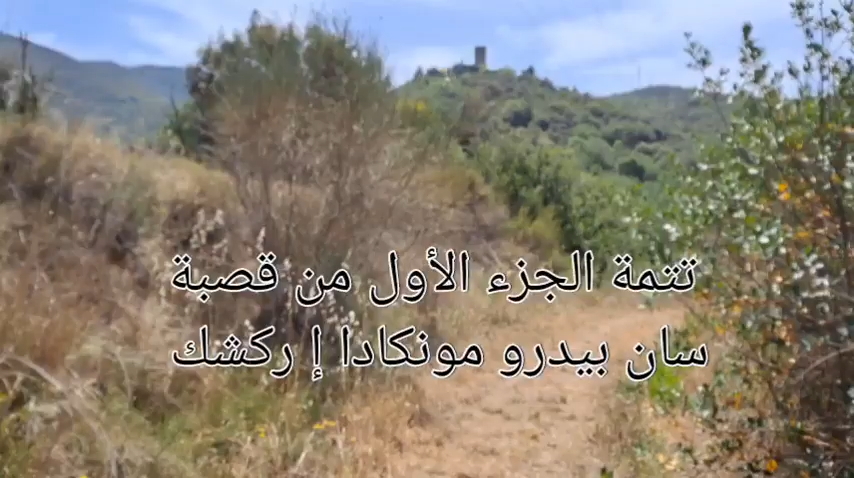 تتمة الجزء الأول من قصبة
سان بيدرو مونكادا إ ركشك